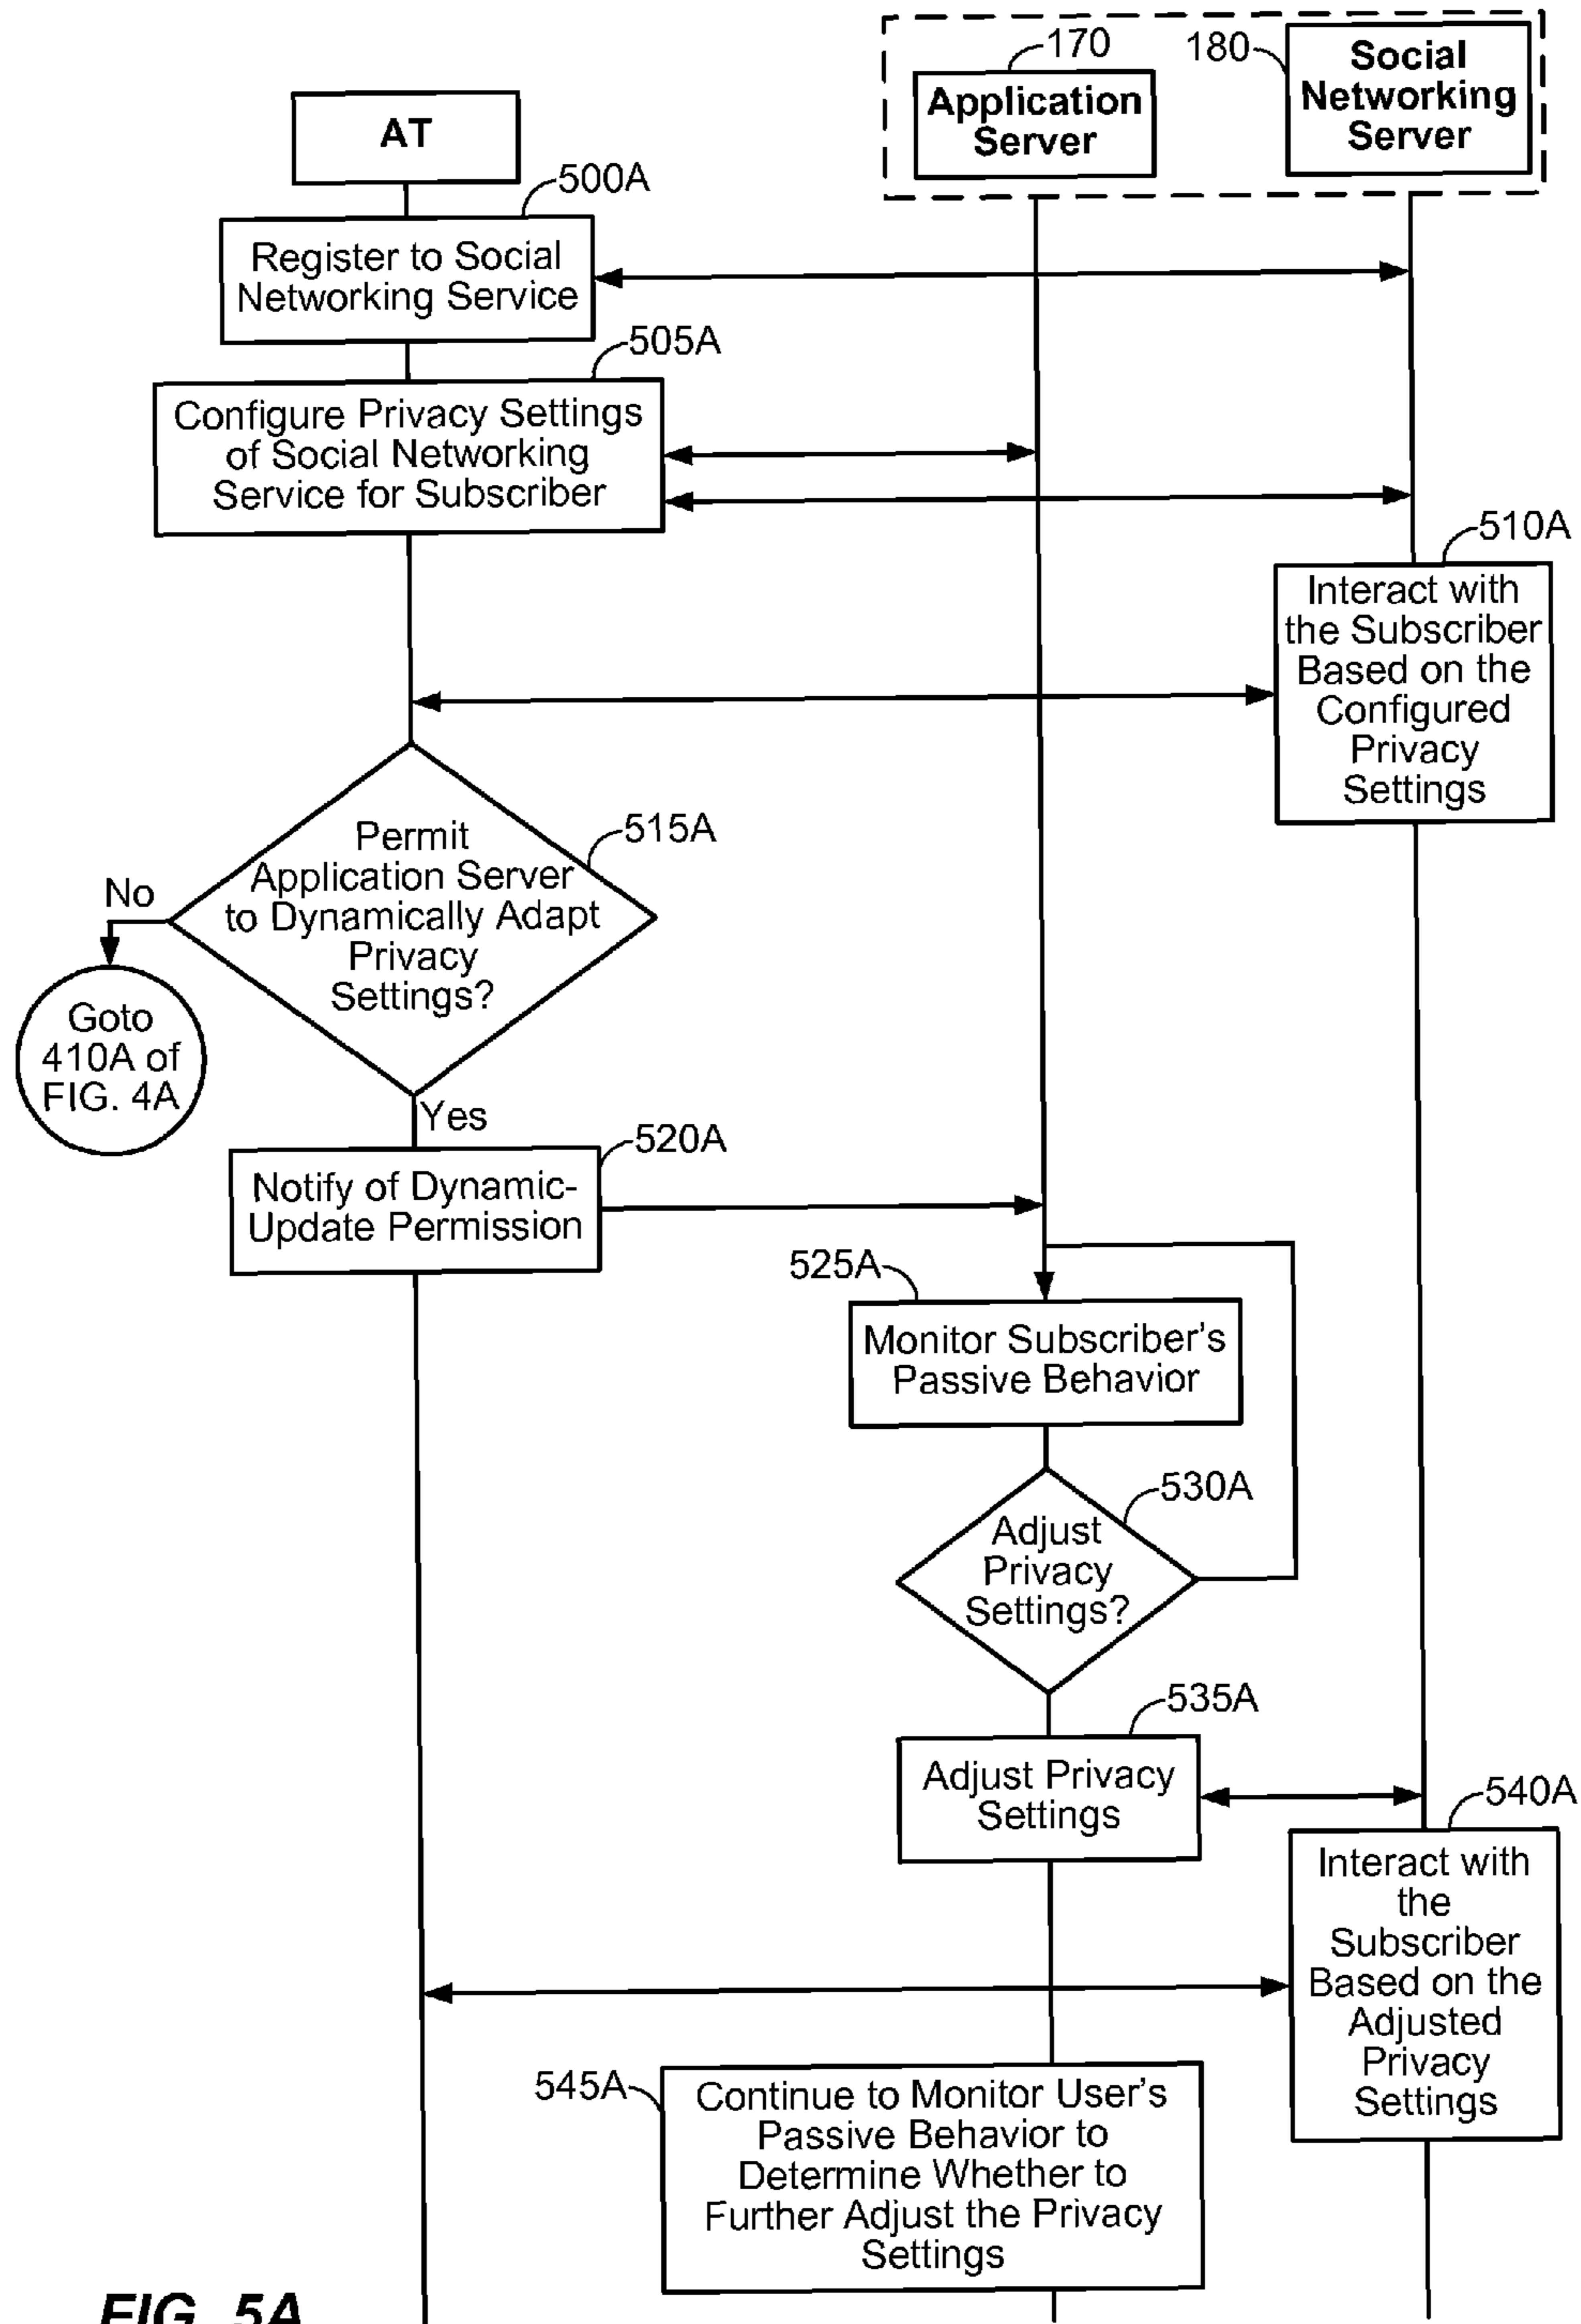 170
180
Application
Server
Social
Networking
Server
AT
500A
Register to Social
Networking Service
505A
Configure Privacy Settings
of Social Networking
Service for Subscriber
510A
Interact with
the Subscriber
Based on the
Configured
Privacy
Settings
515A
Permit
Application Server
to Dynamically Adapt
Privacy
Settings?
No
Goto
410A of
FIG. 4A
Yes
520A
Notify of Dynamic-
Update Permission
525A
Monitor Subscriber's
Passive Behavior
530A
Adjust
Privacy
Settings?
535A
Adjust Privacy
Settings
540A
Interact with
the
Subscriber
Based on the
Adjusted
Privacy
Settings
545A
Continue to Monitor User's
Passive Behavior to
Determine Whether to
Further Adjust the Privacy
Settings
FIG. 5A